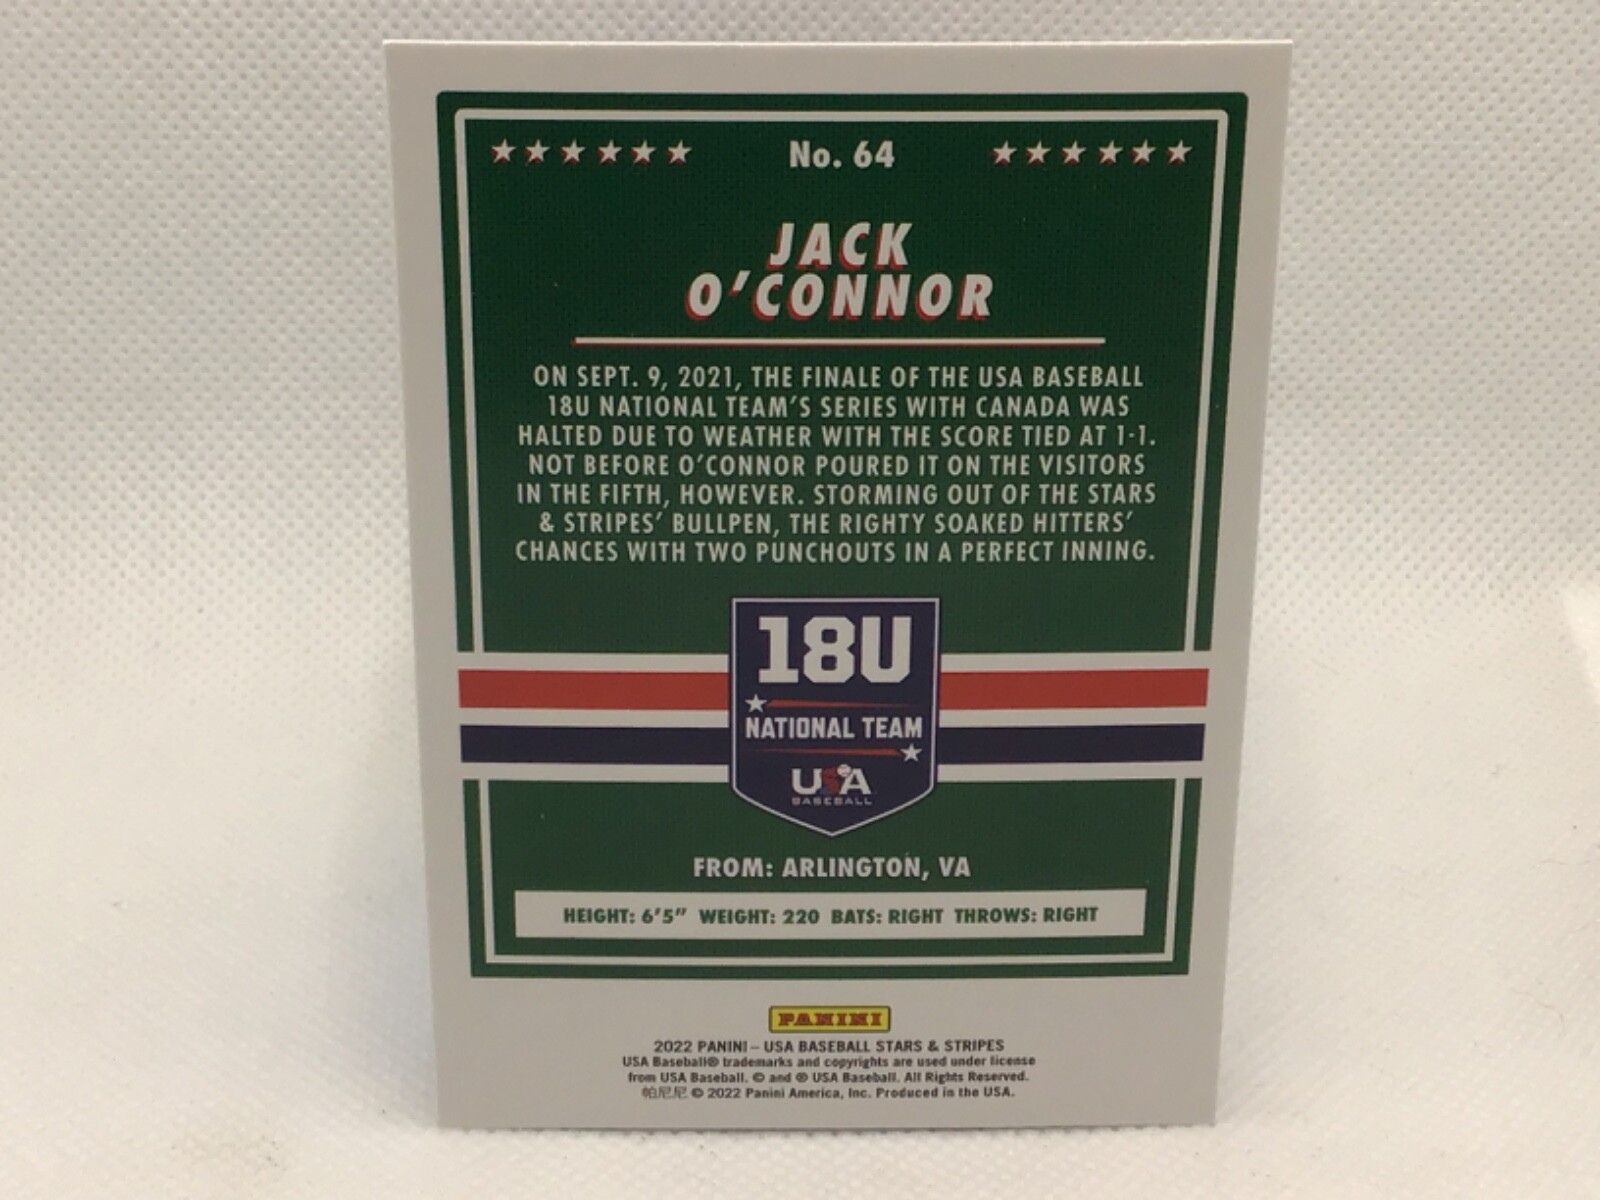 No. 64
JACK
O'CONNOR
ON SEPT. 9, 2021, THE FINALE OF THE USA BASEBALL
18U NATIONAL TEAM'S SERIES WITH CANADA WAS
HALTED DUE TO WEATHER WITH THE SCORE TIED AT 1-1.
NOT BEFORE O'CONNOR POURED IT ON THE VISITORS
IN THE FIFTH, HOWEVER. STORMING OUT OF THE STARS
& STRIPES' BULLPEN, THE RIGHTY SOAKED HITTERS'
CHANCES WITH TWO PUNCHOUTS IN A PERFECT INNING.
18U
NATIONAL TEAM
USA
BASEBALL
FROM: ARLINGTON, VA
HEIGHT: 6'5" WEIGHT: 220 BATS: RIGHT THROWS: RIGHT
PANINI
2022 PANINI – USA BASEBALL STARS & STRIPES
USA Baseball® trademarks and copyrights are used under license
from USA Baseball. © and ® USA Baseball. All Rights Reserved.
帕尼尼 © 2022 Panini America, Inc. Produced in the USA.